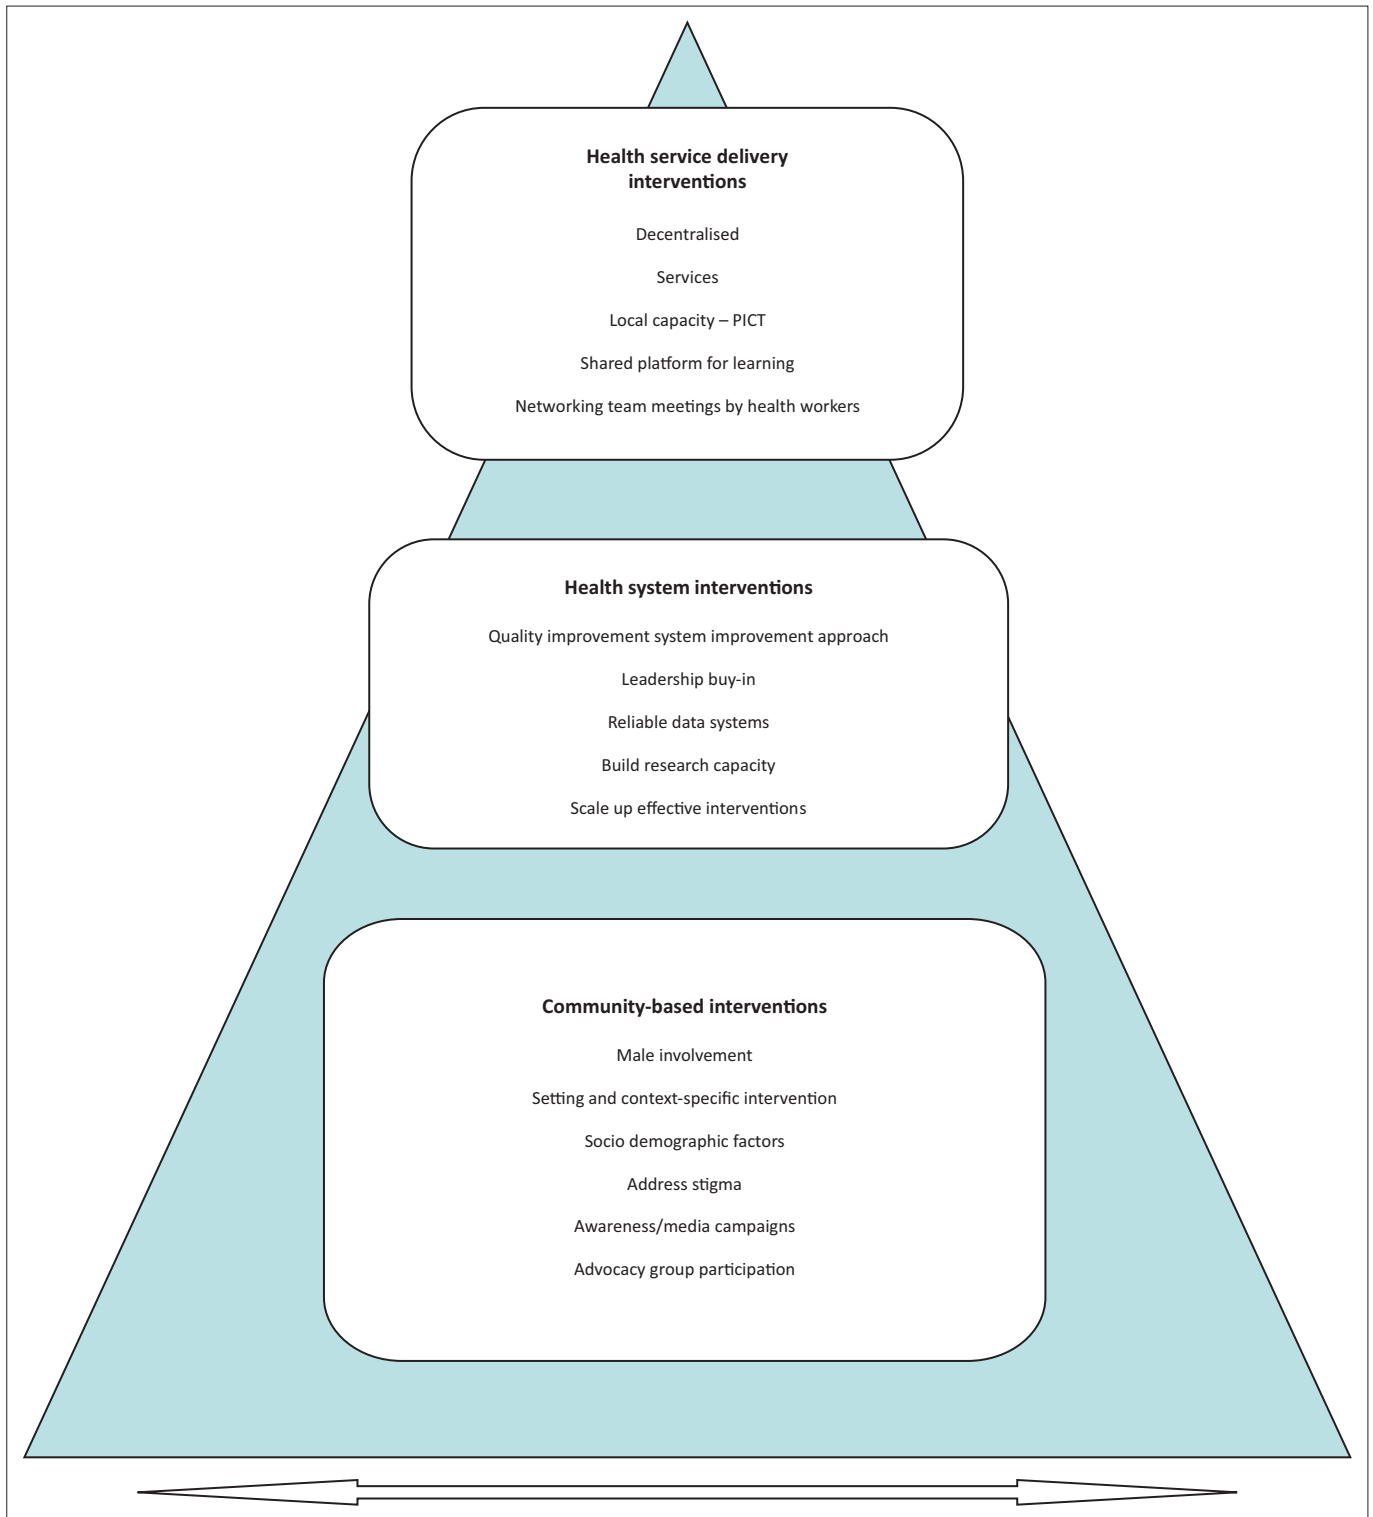 Health service delivery
interventions
Decentralised
Services
Local capacity – PICT
Shared platform for learning
Networking team meetings by health workers
Health system interventions
Quality improvement system improvement approach
Leadership buy-in
Reliable data systems
Build research capacity
Scale up effective interventions
Community-based interventions
Male involvement
Setting and context-specific intervention
Socio demographic factors
Address stigma
Awareness/media campaigns
Advocacy group participation